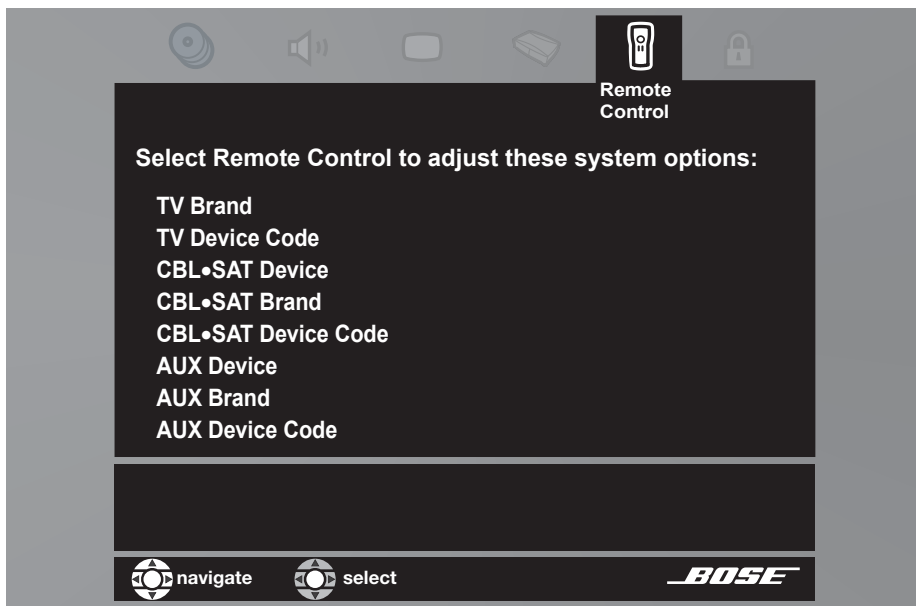 Remote
Control
Select Remote Control to adjust these system options:
TV Brand
TV Device Code
CBL•SAT Device
CBL•SAT Brand
CBL•SAT Device Code
AUX Device
AUX Brand
AUX Device Code
navigate select BOSE